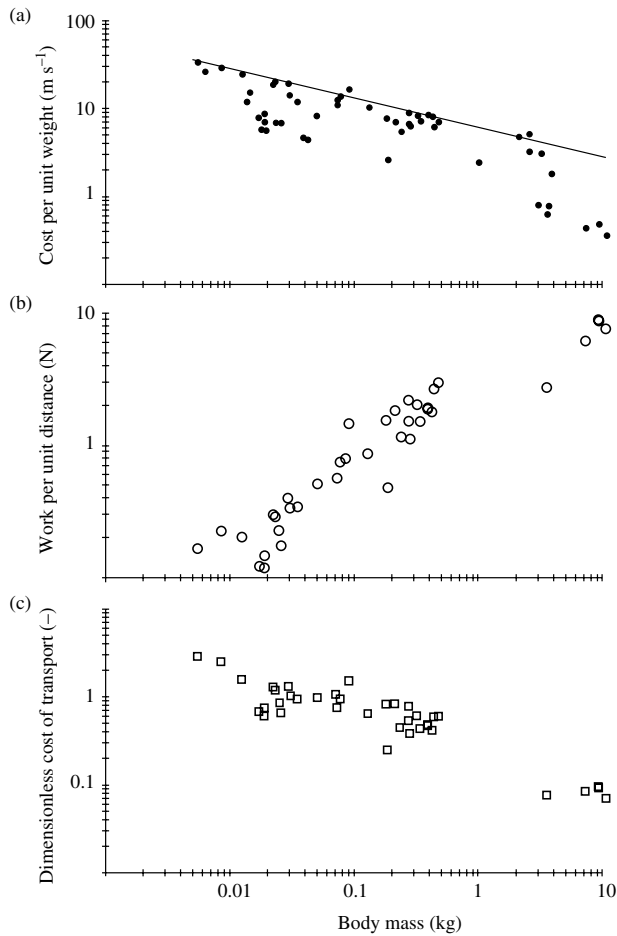 (a)
100
10
1
Cost per unit weight (m s⁻¹)
(b)
10
1
Work per unit distance (N)
(c)
1
0.1
Dimensionless cost of transport (–)
0.01 0.1 1 10
Body mass (kg)